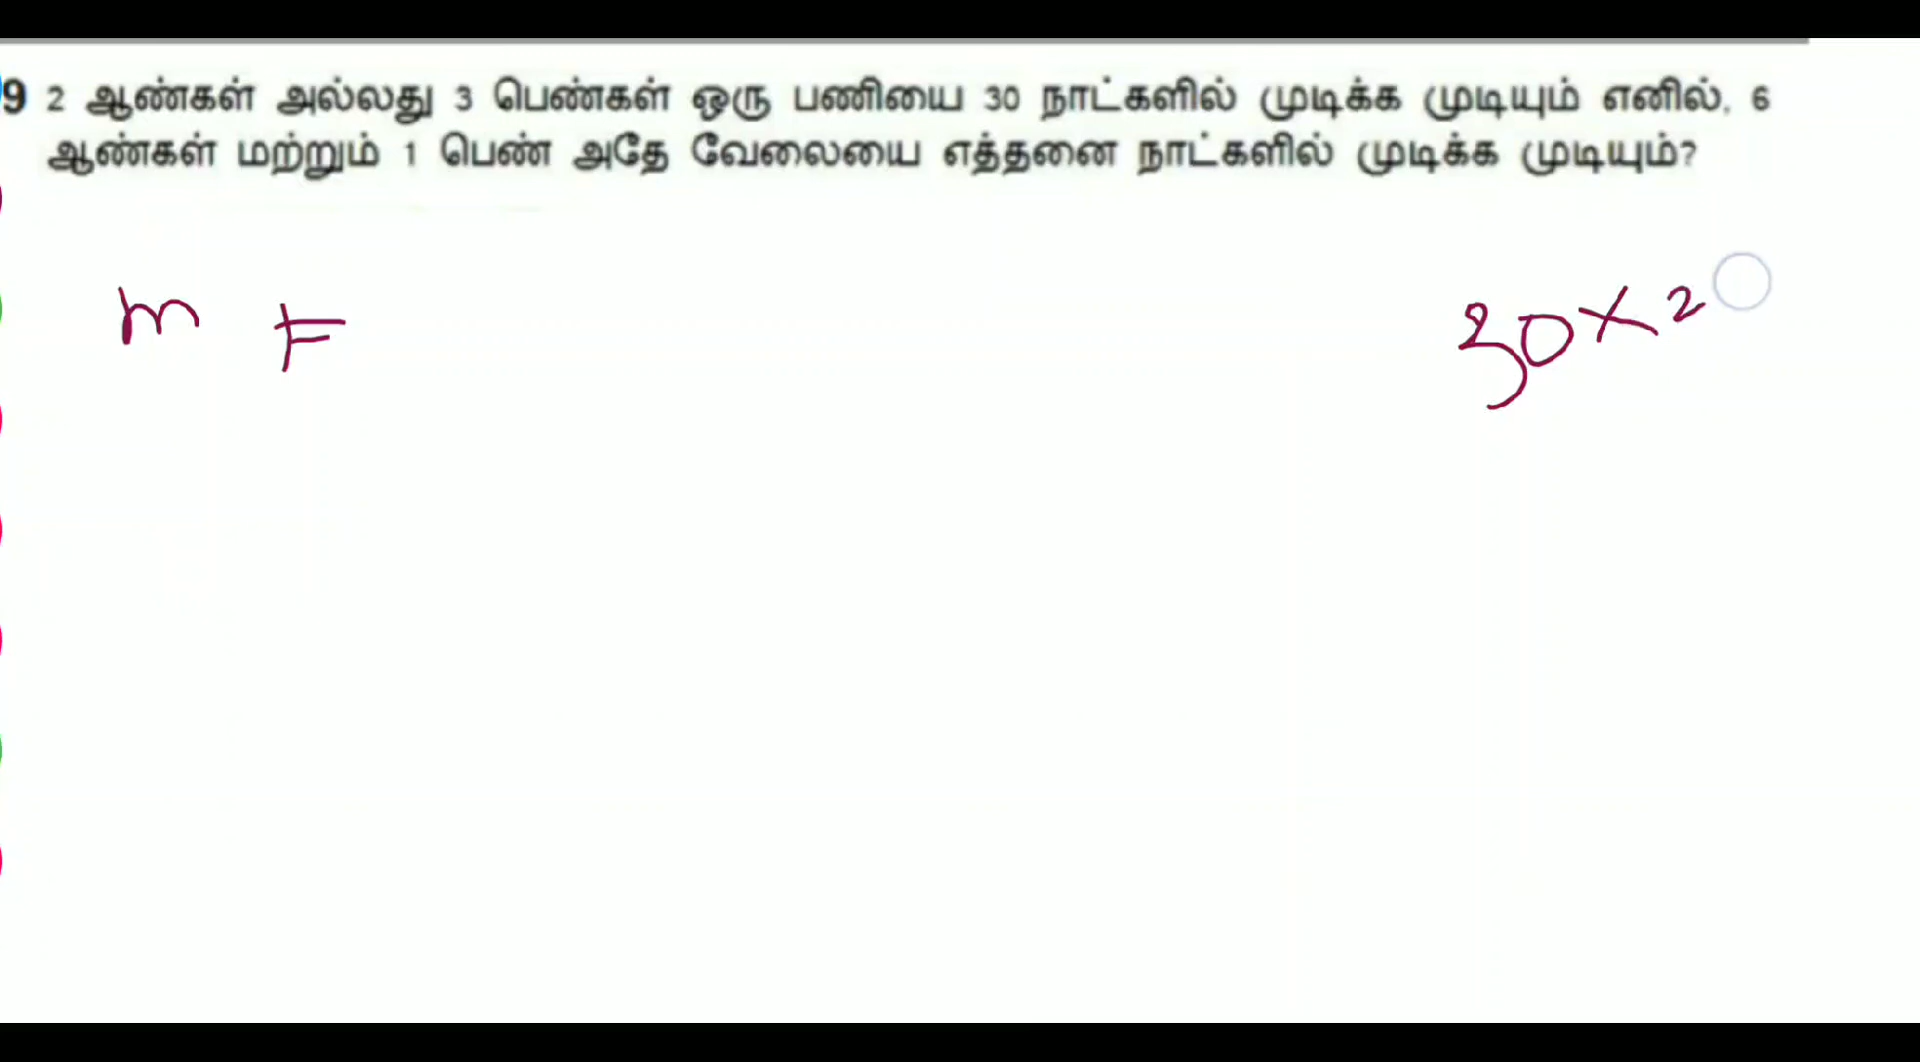 9 2 ஆண்கள் அல்லது 3 பெண்கள் ஒரு பணியை 30 நாட்களில் முடிக்க முடியும் எனில், 6
ஆண்கள் மற்றும் 1 பெண் அதே வேலையை எத்தனை நாட்களில் முடிக்க முடியும்?
m F 30×2